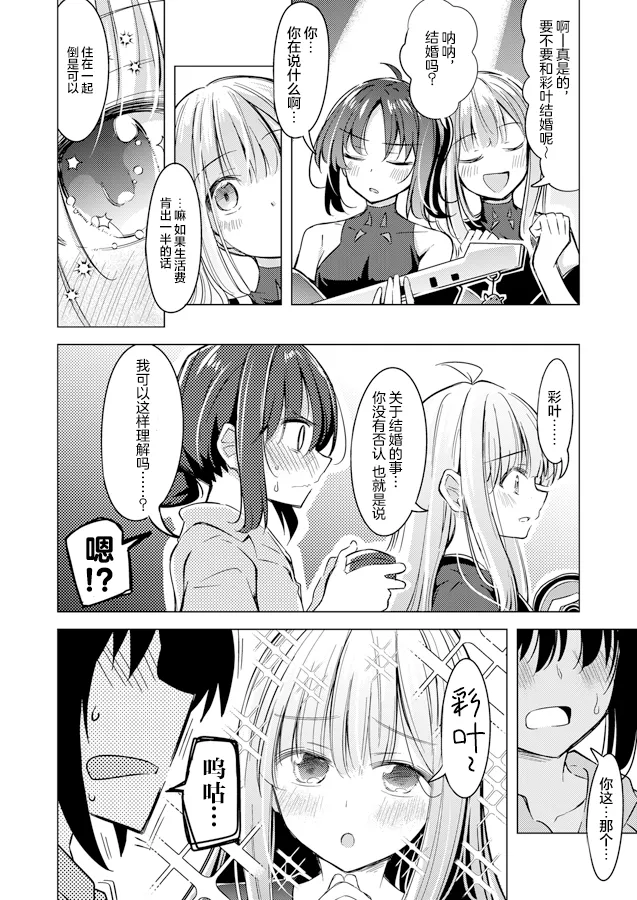 啊—真是的，
要不要和彩叶结婚呢~
呐呐，
结婚吗？
你…
你在说什么啊…
…嘛如果生活费
肯出一半的话
住在一起
倒是可以
彩叶……
关于结婚的事…
你没有否认 也就是说
我可以这样理解吗……？
嗯!?
你这…那个…
彩叶~
呜咕…